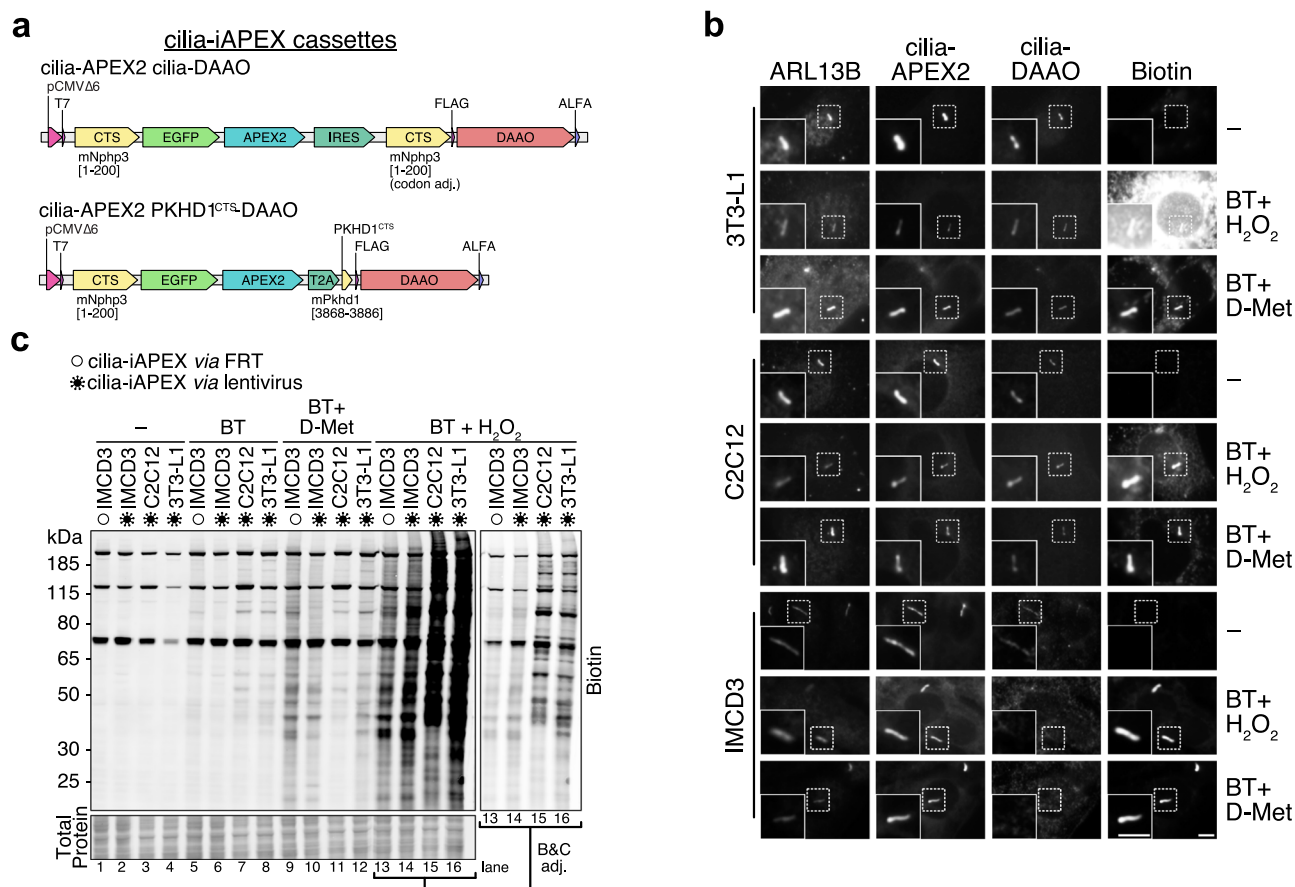 a
cilia-iAPEX cassettes
cilia-APEX2 cilia-DAAO
pCMVΔ6
T7
FLAG
ALFA
CTS
EGFP
APEX2
IRES
CTS
DAAO
mNphp3
[1-200]
mNphp3
[1-200]
(codon adj.)
cilia-APEX2 PKHD1CTS-DAAO
pCMVΔ6
T7
PKHD1CTS
FLAG
ALFA
CTS
EGFP
APEX2
T2A
DAAO
mNphp3
[1-200]
mPkhd1
[3868-3886]
b
ARL13B
cilia-
APEX2
cilia-
DAAO
Biotin
3T3-L1
–
BT+
H2O2
BT+
D-Met
C2C12
–
BT+
H2O2
BT+
D-Met
IMCD3
–
BT+
H2O2
BT+
D-Met
c
cilia-iAPEX via FRT
cilia-iAPEX via lentivirus
–
BT
BT+
D-Met
BT + H2O2
IMCD3
IMCD3
C2C12
3T3-L1
IMCD3
IMCD3
C2C12
3T3-L1
IMCD3
IMCD3
C2C12
3T3-L1
IMCD3
IMCD3
C2C12
3T3-L1
IMCD3
IMCD3
C2C12
3T3-L1
kDa
185
115
80
65
50
30
25
Biotin
13 14 15 16
Total
Protein
1 2 3 4 5 6 7 8 9 10 11 12 13 14 15 16 lane
B&C
adj.